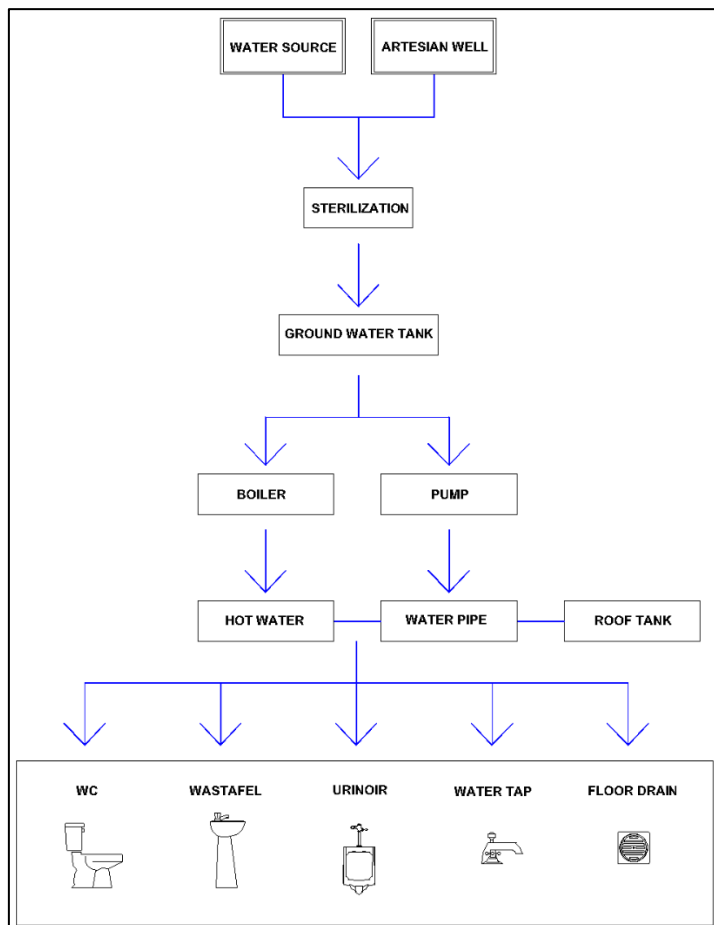 WATER SOURCE
ARTESIAN WELL
STERILIZATION
GROUND WATER TANK
BOILER
PUMP
HOT WATER
WATER PIPE
ROOF TANK
WC
WASTAFEL
URINOIR
WATER TAP
FLOOR DRAIN